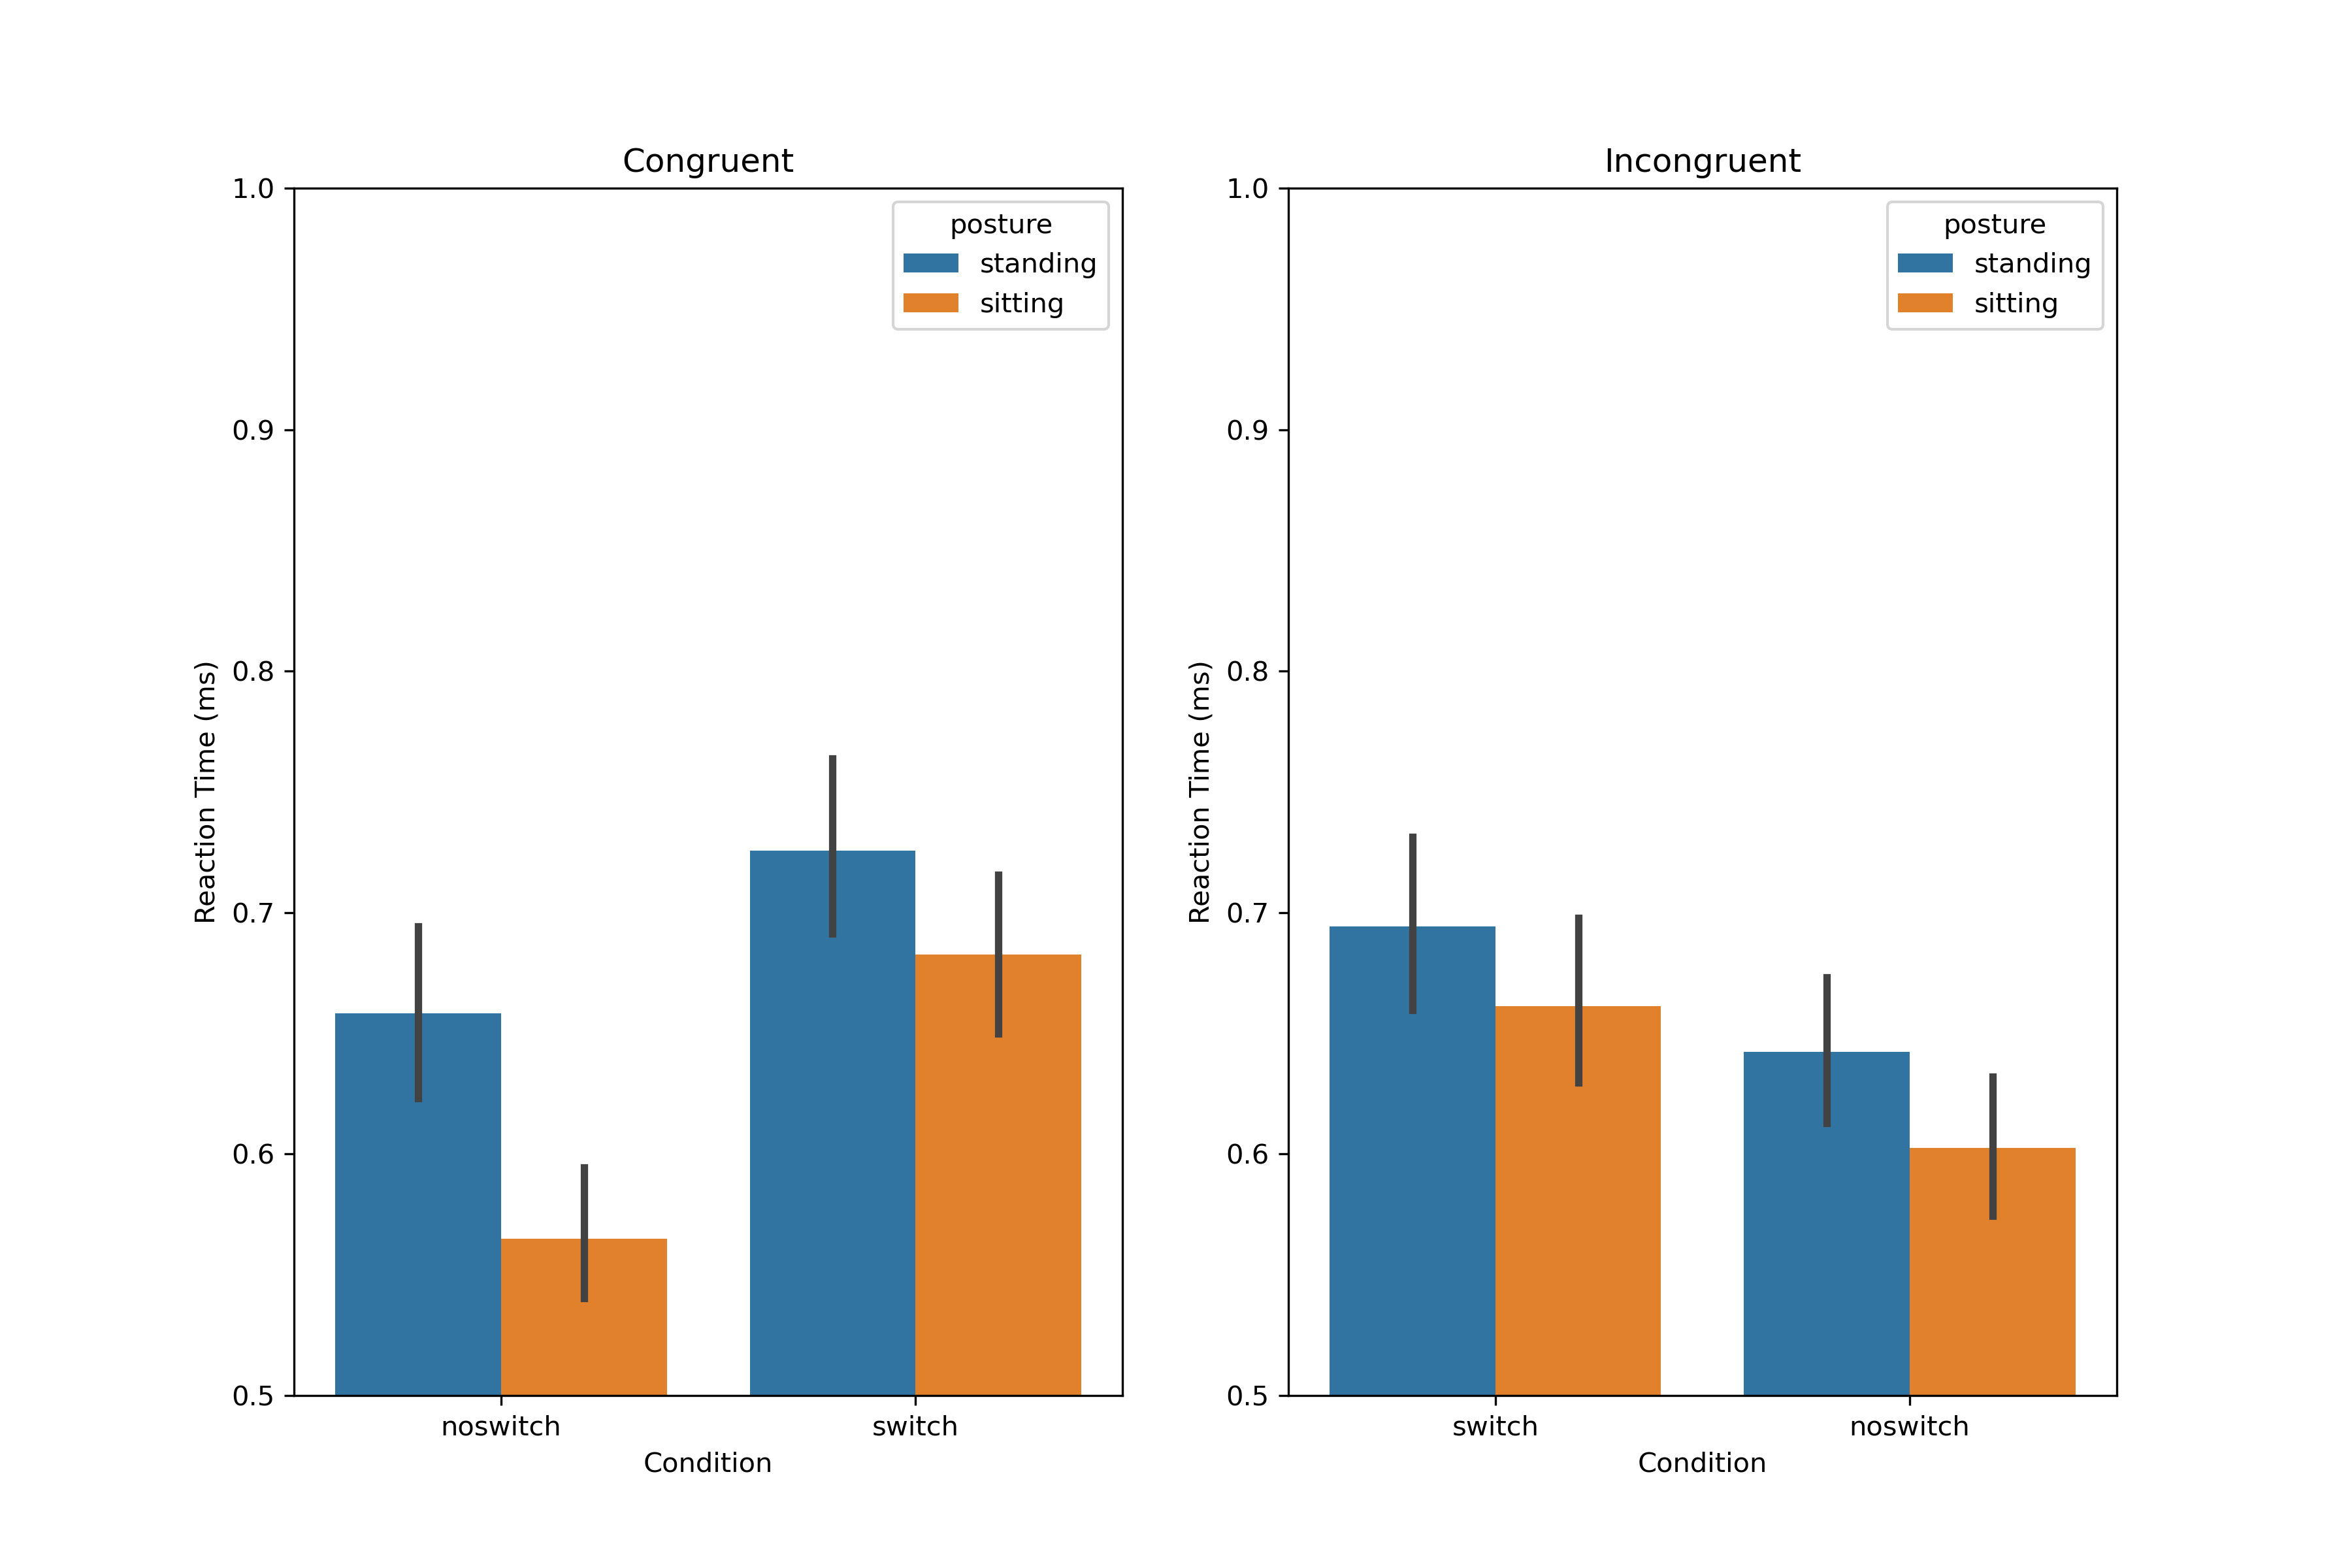 Congruent
1.0
0.9
0.8
0.7
0.6
0.5
Reaction Time (ms)
posture
standing
sitting
noswitch
switch
Condition
Incongruent
1.0
0.9
0.8
0.7
0.6
0.5
Reaction Time (ms)
posture
standing
sitting
switch
noswitch
Condition